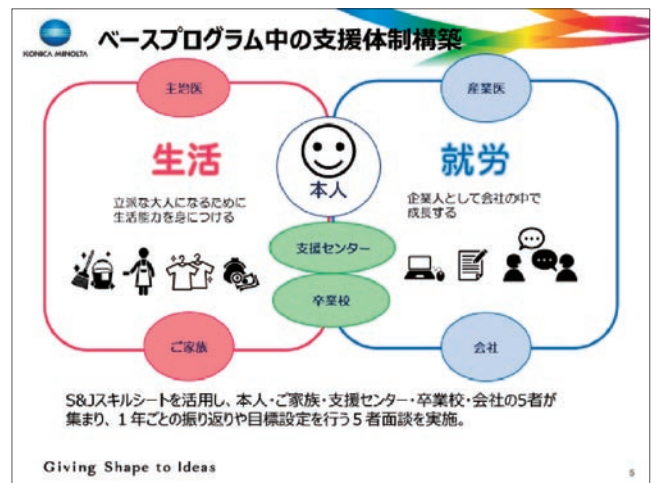 KONICA MINOLTA
ベースプログラム中の支援体制構築
主治医
産業医
生活
本人
就労
立派な大人になるために
生活能力を身につける
企業人として会社の中で
成長する
支援センター
卒業校
ご家族
会社
S&Jスキルシートを活用し、本人・ご家族・支援センター・卒業校・会社の5者が
集まり、1年ごとの振り返りや目標設定を行う5者面談を実施。
Giving Shape to Ideas
5